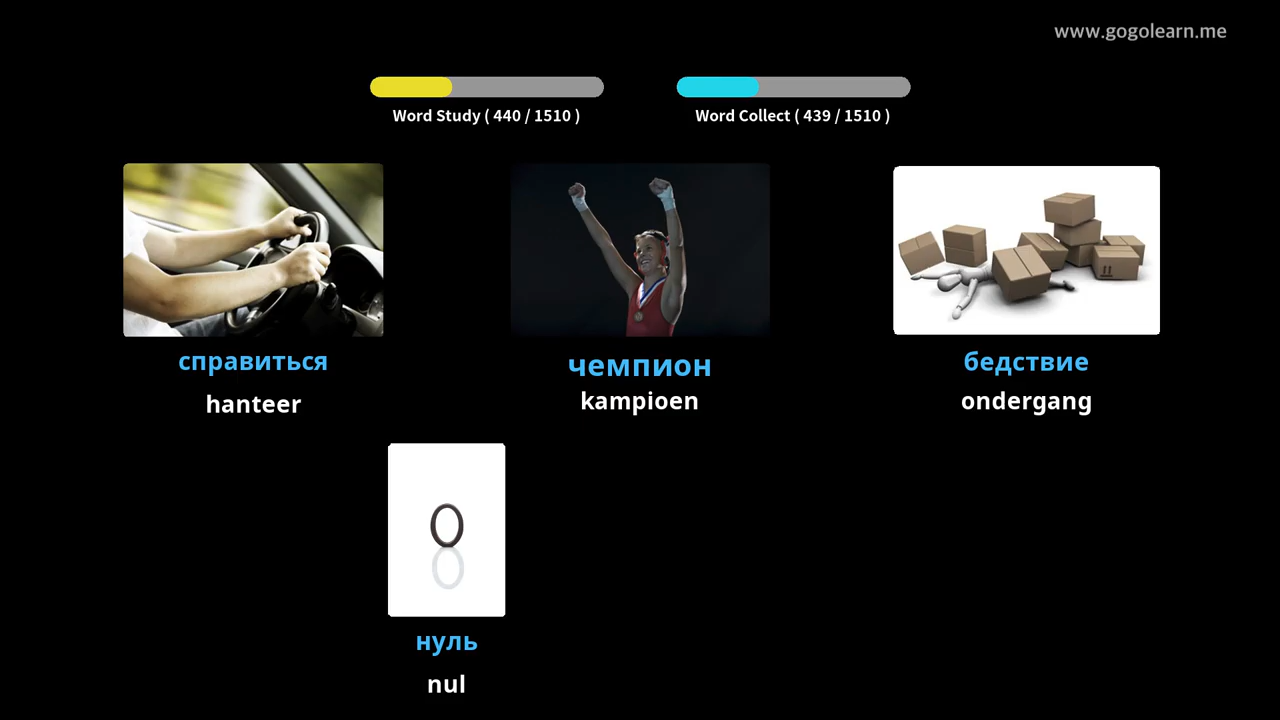 www.gogolearn.me
Word Study ( 440 / 1510 )
Word Collect ( 439 / 1510 )
справиться
hanteer
чемпион
kampioen
бедствие
ondergang
0
нуль
nul